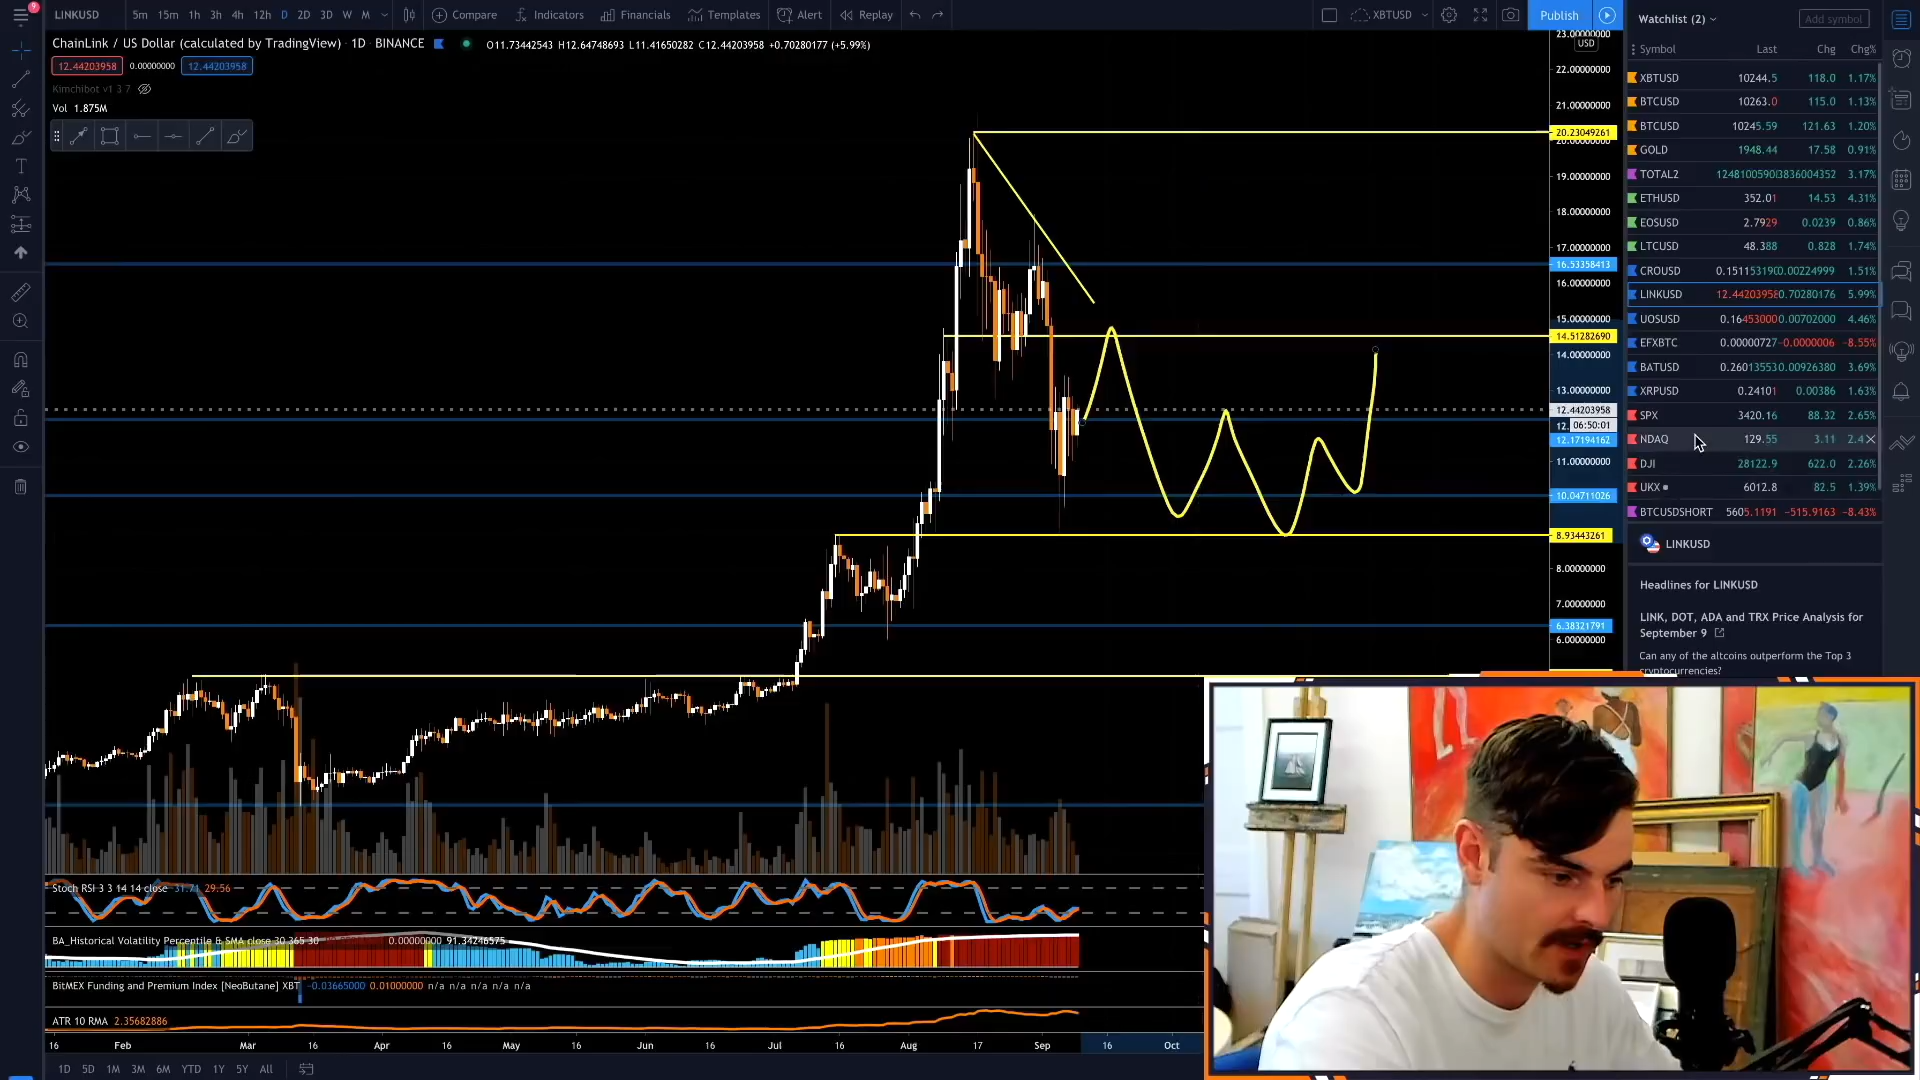 9
LINKUSD 5m 15m 1h 3h 4h 12h D 2D 3D W M Compare Indicators Financials Templates Alert Replay XBTUSD Publish
ChainLink / US Dollar (calculated by TradingView) · 1D · BINANCE O11.73442543 H12.64748693 L11.41650282 C12.44203958 +0.70280177 (+5.99%)
12.44203958 0.00000000 12.44203958
Kimchibot v1 3 7
Vol 1.875M
23.00000000
USD
22.00000000
21.00000000
20.23049261
20.00000000
19.00000000
18.00000000
17.00000000
16.53358413
16.00000000
15.00000000
14.51282690
14.00000000
13.00000000
12.44203958
12. 06:50:01
12.17194162
11.00000000
10.04711026
8.93443261
8.00000000
7.00000000
6.38321791
6.00000000
Stoch RSI 3 3 14 14 close 31.71 29.56
BA_Historical Volatility Percentile & SMA close 30 365 30 0.00000000 91.34246575
BitMEX Funding and Premium Index [NeoButane] XBT −0.03665000 0.01000000 n/a n/a n/a n/a n/a
ATR 10 RMA 2.35682886
16 Feb Mar 16 Apr 16 May 16 Jun 16 Jul 16 Aug 17 Sep 16 Oct
1D 5D 1M 3M 6M YTD 1Y 5Y All
Watchlist (2) Add symbol
Symbol Last Chg Chg%
XBTUSD 10244.5 118.0 1.17%
BTCUSD 10263.0 115.0 1.13%
BTCUSD 10245.59 121.63 1.20%
GOLD 1948.44 17.58 0.91%
TOTAL2 3.17%
ETHUSD 352.01 14.53 4.31%
EOSUSD 2.7929 0.0239 0.86%
LTCUSD 48.388 0.828 1.74%
CROUSD 0.15115319 0.00224999 1.51%
LINKUSD 12.4420395 0.70280176 5.99%
UOSUSD 0.16453000 0.00702000 4.46%
EFXBTC 0.00000727 −0.0000006 −8.55%
BATUSD 0.26013553 0.00926380 3.69%
XRPUSD 0.24101 0.00386 1.63%
SPX 3420.16 88.32 2.65%
NDAQ 129.55 3.11 2.4
DJI 28122.9 622.0 2.26%
UKX 6012.8 82.5 1.39%
BTCUSDSHORT 5605.1191 −515.9163 −8.43%
LINKUSD
Headlines for LINKUSD
LINK, DOT, ADA and TRX Price Analysis for
September 9
Can any of the altcoins outperform the Top 3
cryptocurrencies?